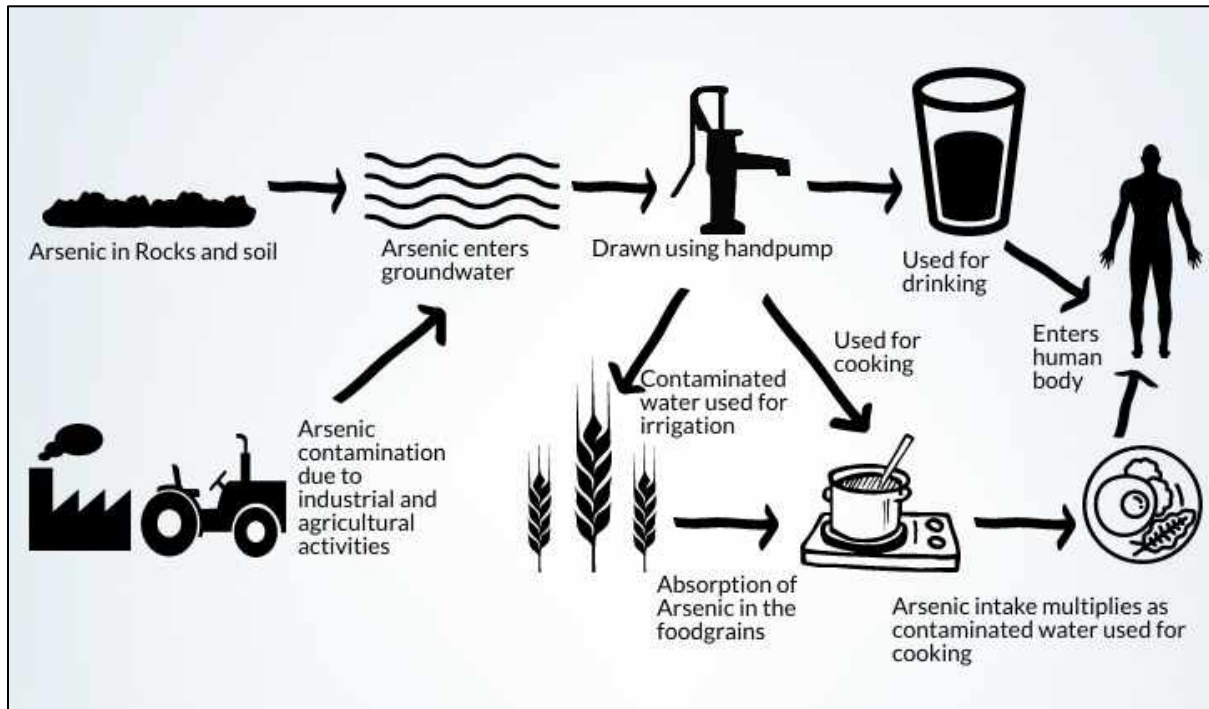 Arsenic in Rocks and soil
Arsenic enters
groundwater
Drawn using handpump
Used for
drinking
Enters
human
body
Arsenic
contamination
due to
industrial and
agricultural
activities
Contaminated
water used for
irrigation
Used for
cooking
Absorption of
Arsenic in the
foodgrains
Arsenic intake multiplies as
contaminated water used for
cooking